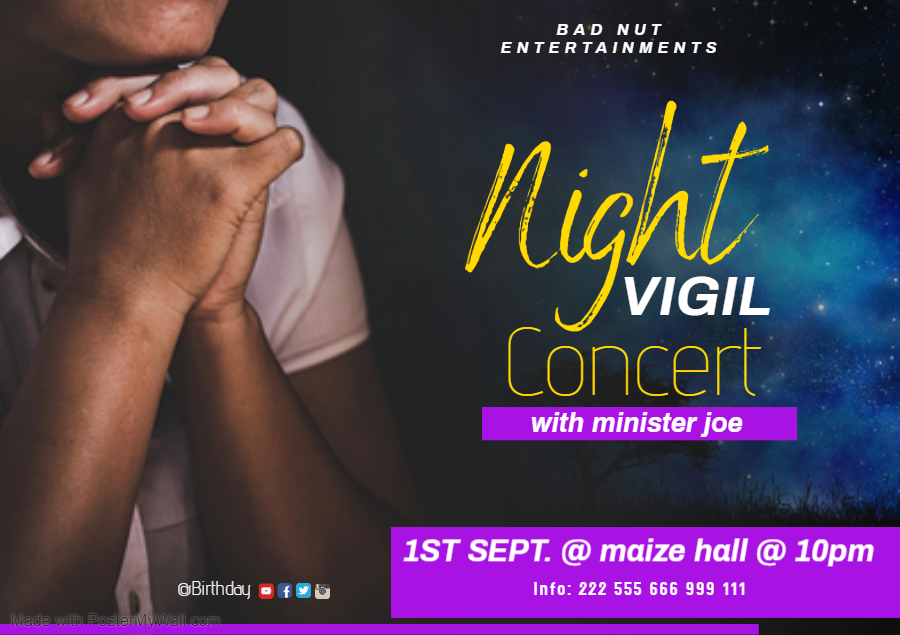 BAD NUT
ENTERTAINMENTS
Night
VIGIL
Concert
with minister joe
1ST SEPT. @ maize hall @ 10pm
Info: 222 555 666 999 111
@Birthday
Made with PosterMyWall.com